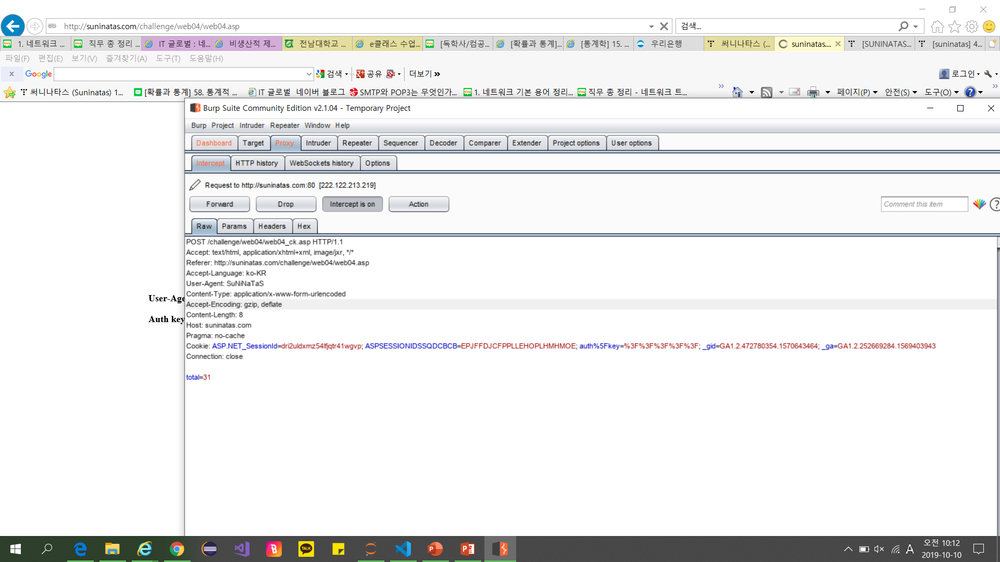 http://suninatas.com/challenge/web04/web04.asp
검색...
1. 네트워크 ...
직무 총 정리 ...
IT 글로벌 : 네...
비생산적 제...
전남대학교 ...
e클래스 수업...
[독학사/컴공...
[확률과 통계]...
[통계학] 15. ...
우리은행
써니나타스 (...
suninatas....
[SUNINATAS...
[suninatas] 4...
파일(F) 편집(E) 보기(V) 즐겨찾기(A) 도구(T) 도움말(H)
x Google 검색 공유 더보기 »
로그인
써니나타스 (Suninatas) 1...
[확률과 통계] 58. 통계적 ...
IT 글로벌 네이버 블로그
SMTP와 POP3는 무엇인가...
1. 네트워크 기본 용어 정리...
직무 총 정리 - 네트워크 트...
페이지(P) 안전(S) 도구(O)
Burp Suite Community Edition v2.1.04 - Temporary Project
Burp Project Intruder Repeater Window Help
Dashboard Target Proxy Intruder Repeater Sequencer Decoder Comparer Extender Project options User options
Intercept HTTP history WebSockets history Options
Request to http://suninatas.com:80 [222.122.213.219]
Forward Drop Intercept is on Action Comment this item
Raw Params Headers Hex
POST /challenge/web04/web04_ck.asp HTTP/1.1
Accept: text/html, application/xhtml+xml, image/jxr, */*
Referer: http://suninatas.com/challenge/web04/web04.asp
Accept-Language: ko-KR
User-Agent: SuNiNaTaS
Content-Type: application/x-www-form-urlencoded
Accept-Encoding: gzip, deflate
Content-Length: 8
Host: suninatas.com
Pragma: no-cache
Cookie: ASP.NET_SessionId=dri2uldxmz54lfjqtr41wgvp; ASPSESSIONIDSSQDCBCB=EPJFFDJCFPPLLEHOPLHMHMOE; auth%5Fkey=%3F%3F%3F%3F%3F; _gid=GA1.2.472780354.1570643464; _ga=GA1.2.252669284.1569403943
Connection: close
total=31
User-Age
Auth key
오전 10:12
2019-10-10
A